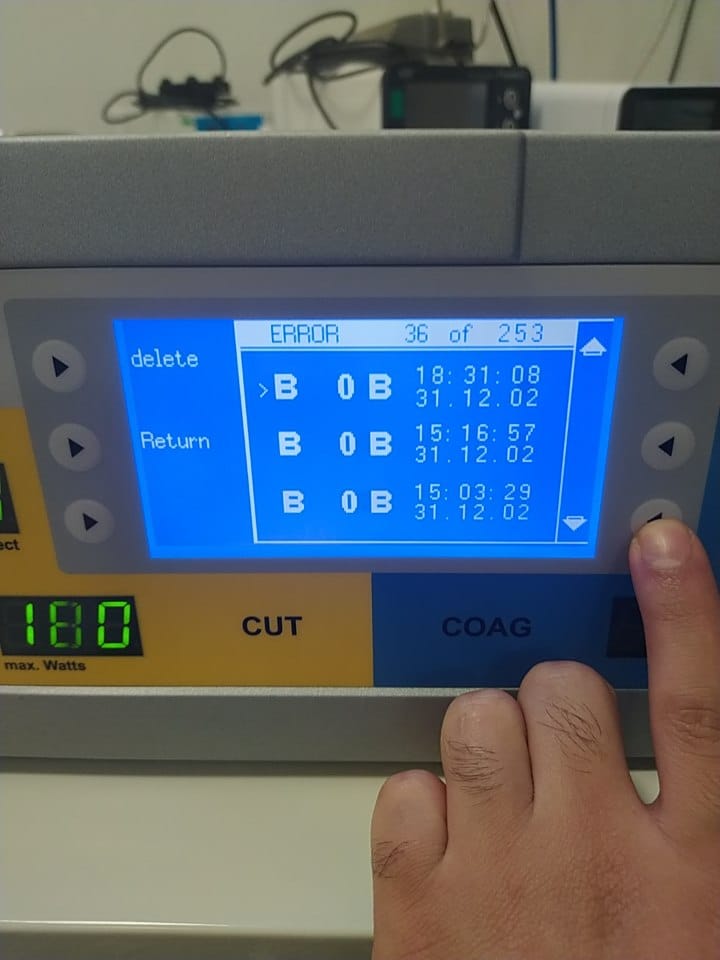 ERROR 36 of 253
delete
>B 0B 18:31:08
31.12.02
Return
B 0B 15:16:57
31.12.02
B 0B 15:03:29
31.12.02
ect
180
CUT
COAG
max. Watts